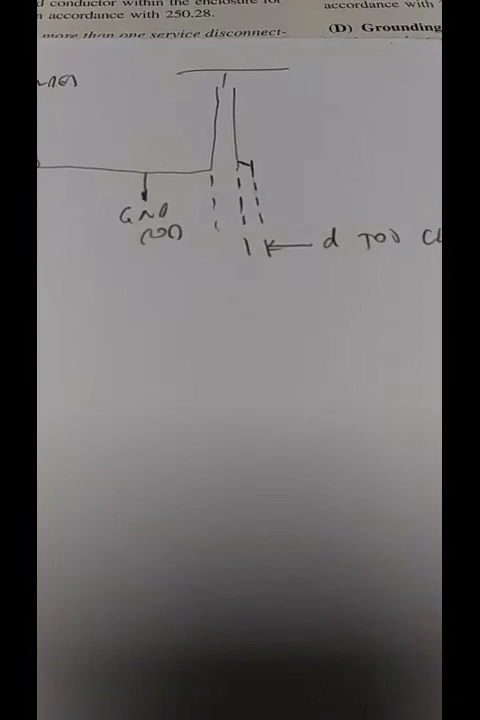 d conductor within the enclosure for
n accordance with 250.28.
more than one service disconnect-
accordance with
(D) Grounding
GND
d TOO CL